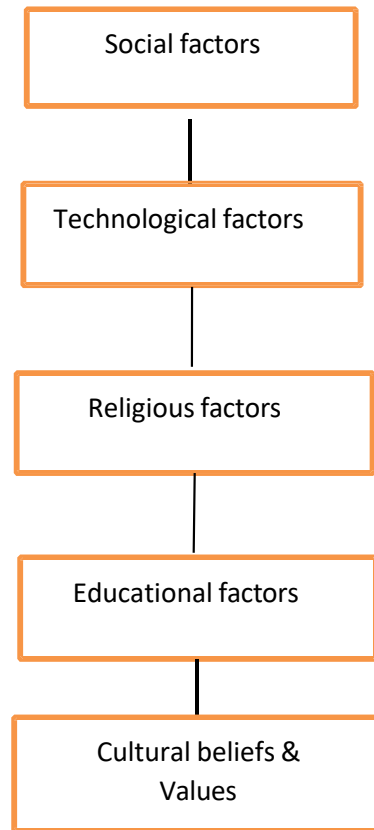 Social factors
Technological factors
Religious factors
Educational factors
Cultural beliefs &
Values